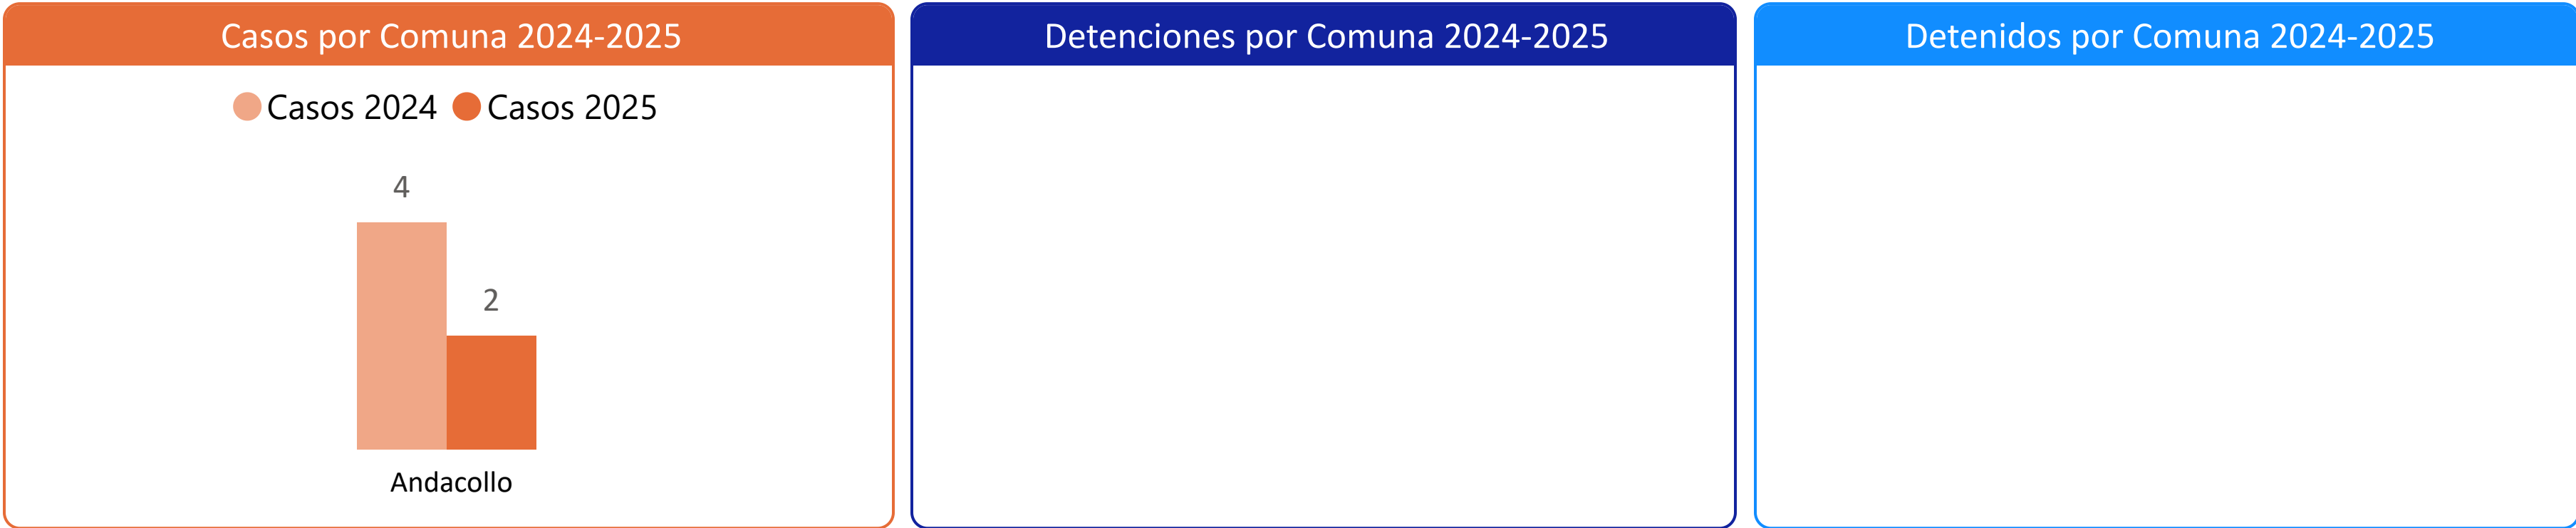 Casos por Comuna 2024-2025
Casos 2024 Casos 2025
4
2
Andacollo
Detenciones por Comuna 2024-2025
Detenidos por Comuna 2024-2025